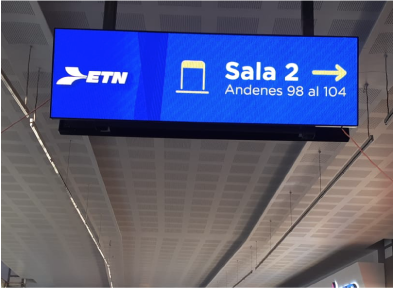 ETN
Sala 2
Andenes 98 al 104